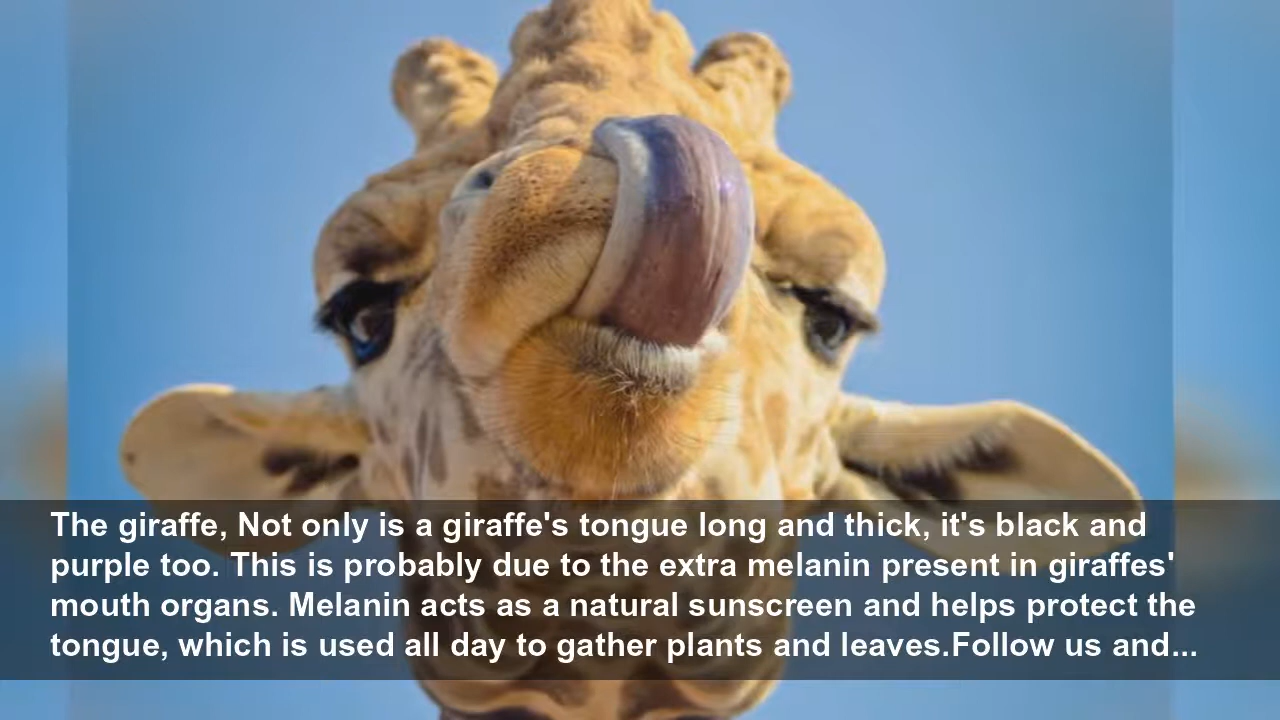 The giraffe, Not only is a giraffe's tongue long and thick, it's black and
purple too. This is probably due to the extra melanin present in giraffes'
mouth organs. Melanin acts as a natural sunscreen and helps protect the
tongue, which is used all day to gather plants and leaves.Follow us and...